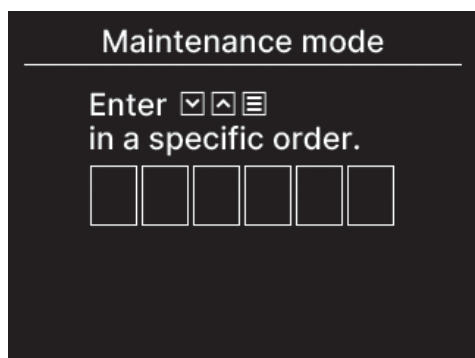 Maintenance mode
Enter
in a specific order.